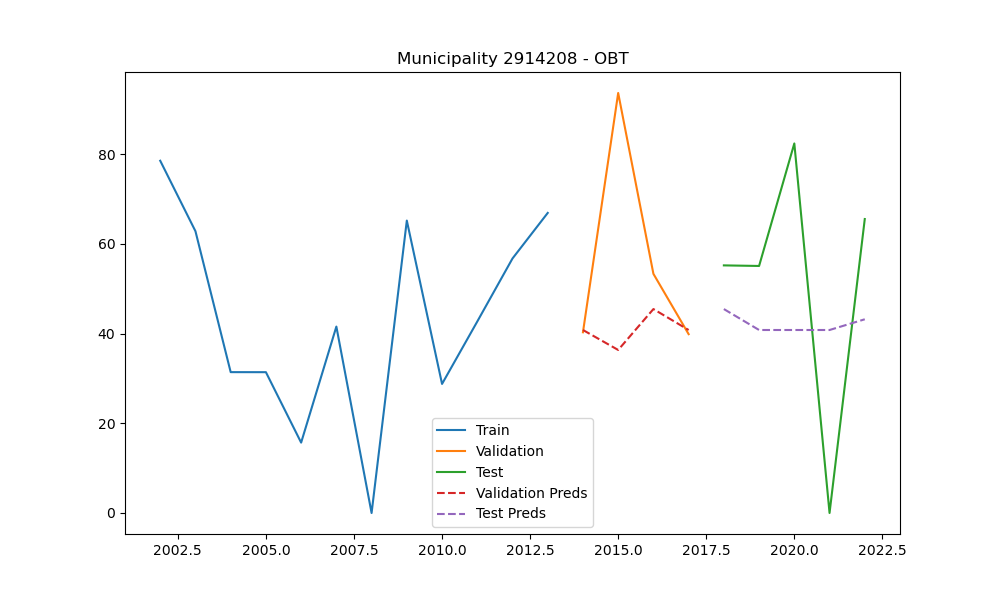 Municipality 2914208 - OBT
80
60
40
20
0
Train
Validation
Test
Validation Preds
Test Preds
2002.5 2005.0 2007.5 2010.0 2012.5 2015.0 2017.5 2020.0 2022.5